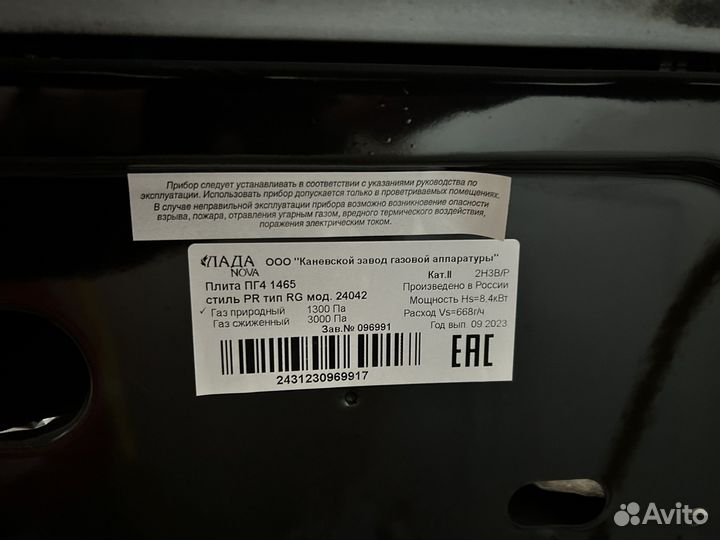 Прибор следует устанавливать в соответствии с указаниями руководства по
эксплуатации. Использовать прибор допускается только в проветриваемых помещениях.
В случае неправильной эксплуатации прибора возможно возникновение опасности
взрыва, пожара, отравления угарным газом, вредного термического воздействия,
поражения электрическим током.
ЛАДА
NOVA
ООО "Каневской завод газовой аппаратуры"
Плита ПГ4 1465
Кат.II 2H3B/P
стиль PR тип RG мод. 24042
Произведено в России
✓ Газ природный 1300 Па
Мощность Hs=8,4кВт
Газ сжиженный 3000 Па
Расход Vs=668г/ч
Зав.№ 096991
Год вып. 09.2023
EAC
2431230969917
Avito